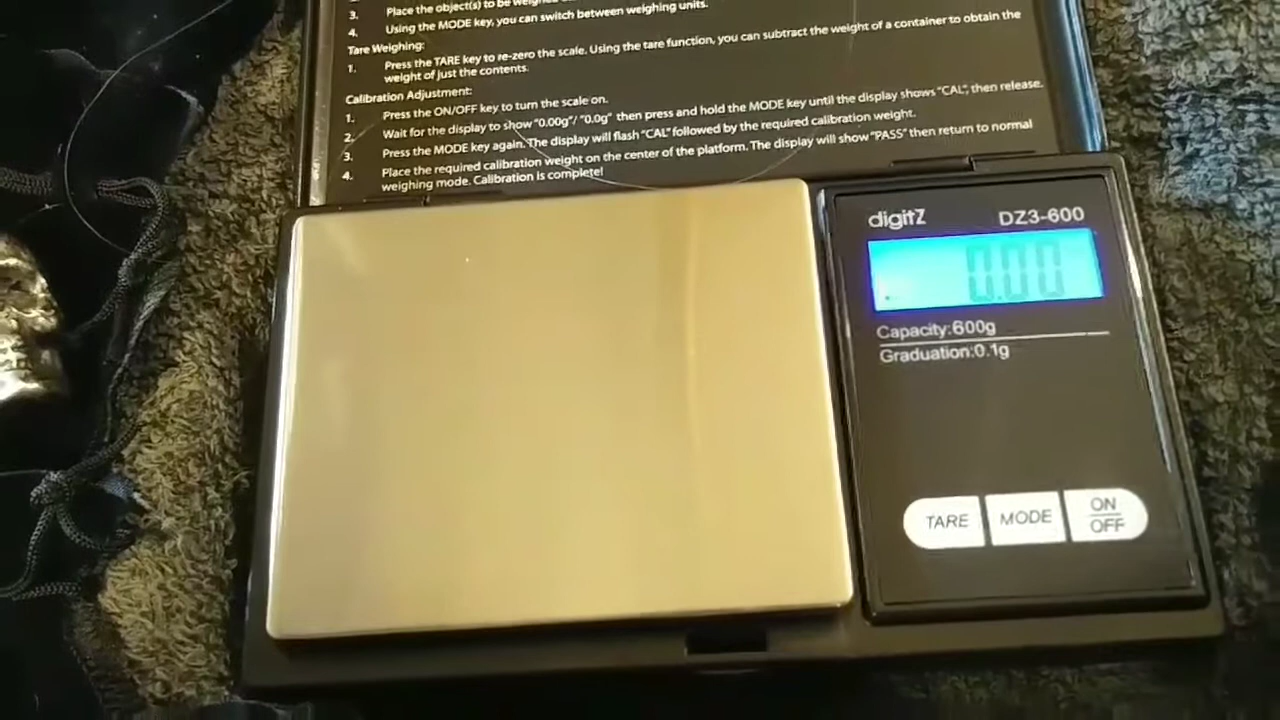 3. Place the object(s) to be
4. Using the MODE key, you can switch between weighing units.
Tare Weighing:
1. Press the TARE key to re-zero the scale. Using the tare function, you can subtract the weight of a container to obtain the
weight of just the contents.
Calibration Adjustment:
1. Press the ON/OFF key to turn the scale on.
2. Wait for the display to show "0.00g"/ "0.0g" then press and hold the MODE key until the display shows "CAL", then release.
3. Press the MODE key again. The display will flash "CAL" followed by the required calibration weight.
4. Place the required calibration weight on the center of the platform. The display will show "PASS" then return to normal
weighing mode. Calibration is complete!
digitZ DZ3-600
0.00
Capacity:600g
Graduation:0.1g
TARE MODE ON
OFF